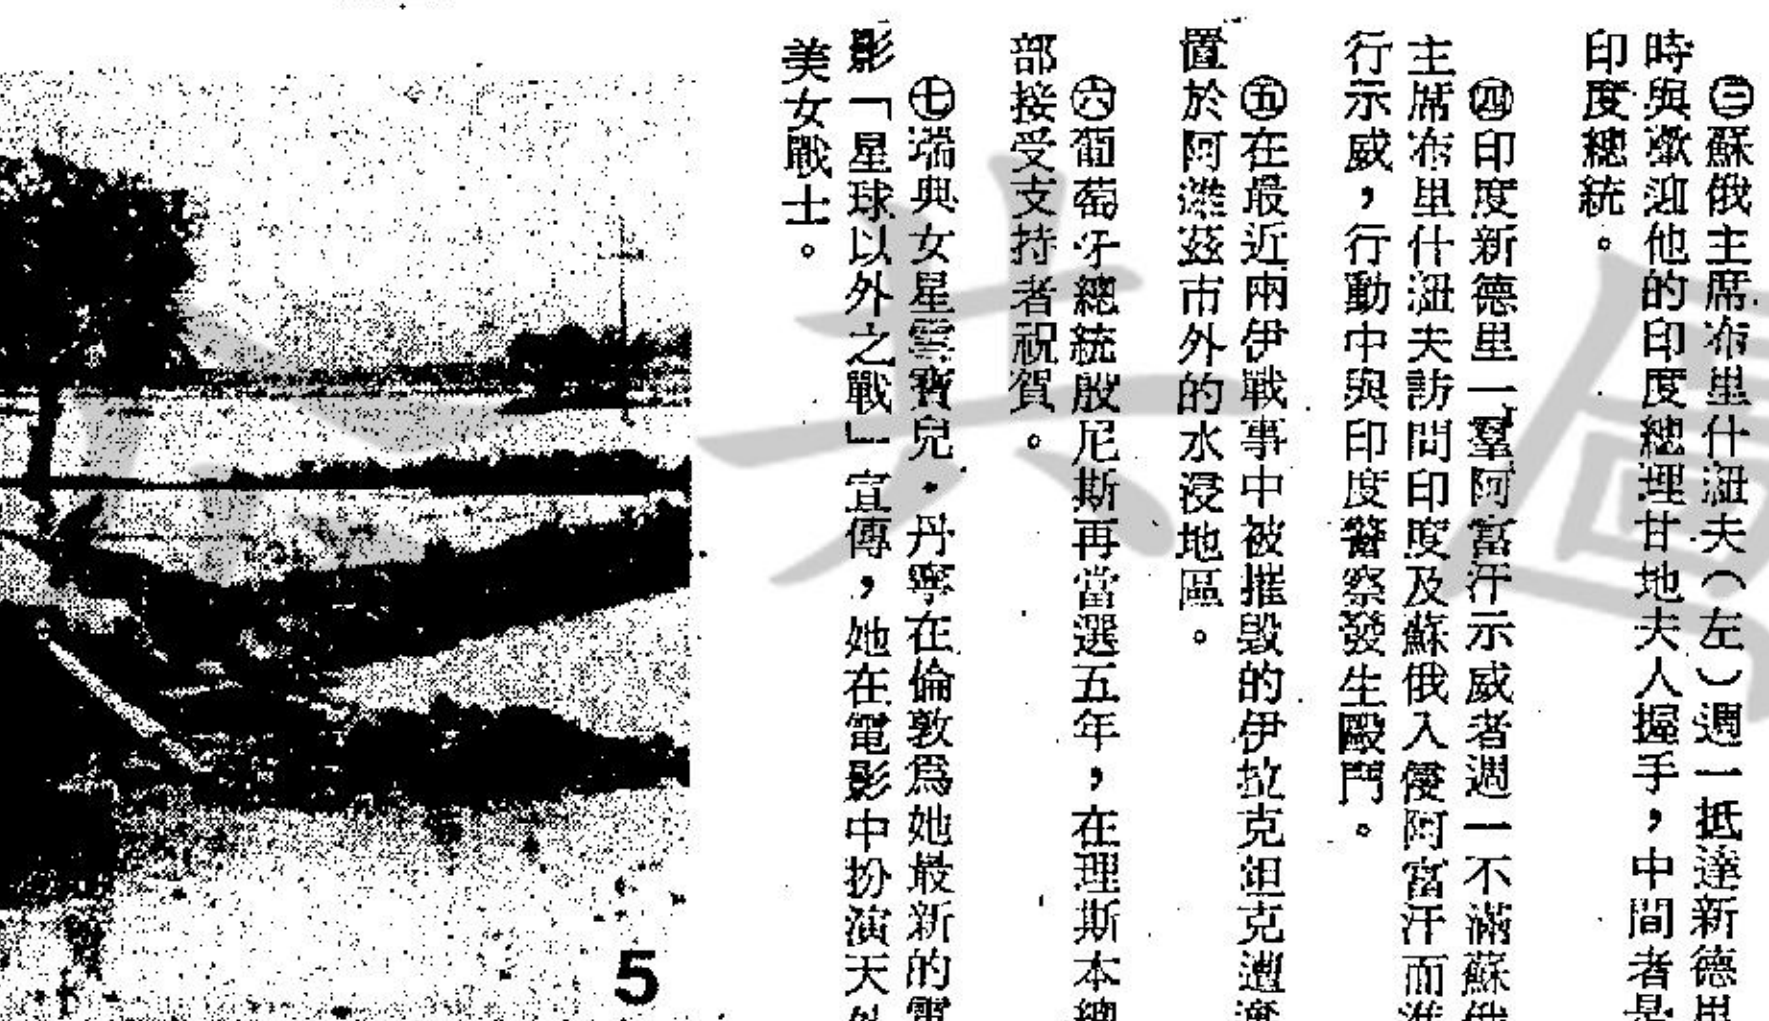 ㊂蘇俄主席布里什涅夫（左）週一抵達新德里
時與歡迎他的印度總理甘地夫人握手，中間者是
印度總統。
㊃印度新德里一羣阿富汗示威者週一不滿蘇俄
主席布里什涅夫訪問印度及蘇俄入侵阿富汗而進
行示威，行動中與印度警察發生毆鬥。
㊄在最近兩伊戰事中被摧毀的伊拉克坦克遭棄
置於阿灘茲市外的水浸地區。
㊅葡萄牙總統殷尼斯再當選五年，在理斯本總
部接受支持者祝賀。
㊆瑞典女星雲寶兒・丹寧在倫敦爲她最新的電
影「星球以外之戰」宣傳，她在電影中扮演天外
美女戰士。
5